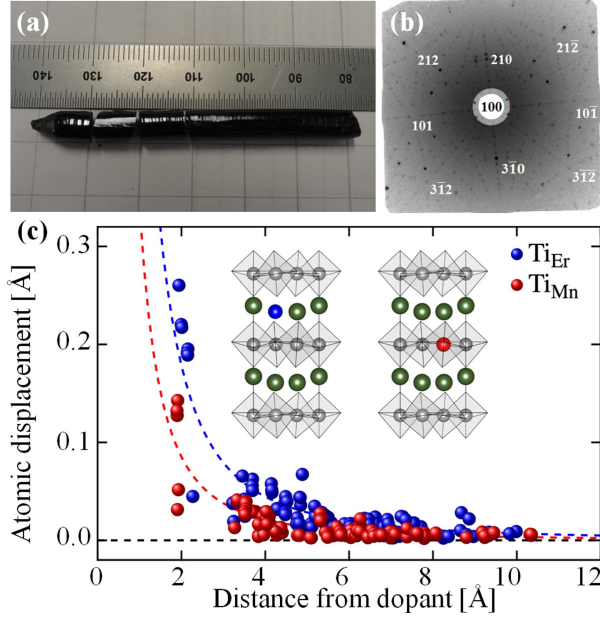 (a)
140 130 120 110 100 90 80
(b)
212 210 212̅
100
101 101̅
31̅0
31̅2 31̅2̅
(c)
Ti_Er
Ti_Mn
Atomic displacement [Å]
0.3
0.2
0.1
0.0
0 2 4 6 8 10 12
Distance from dopant [Å]